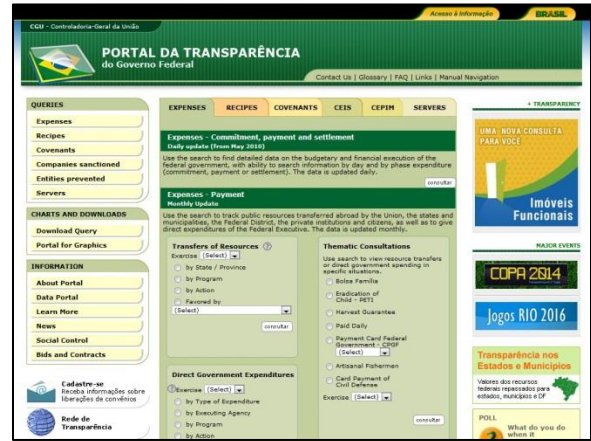 Acesso à Informação
BRASIL
CGU - Controladoria-Geral da União
PORTAL DA TRANSPARÊNCIA
do Governo Federal
Contact Us | Glossary | FAQ | Links | Manual Navigation
QUERIES
Expenses
Recipes
Covenants
Companies sanctioned
Entities prevented
Servers
CHARTS AND DOWNLOADS
Download Query
Portal for Graphics
INFORMATION
About Portal
Data Portal
Learn More
News
Social Control
Bids and Contracts
Cadastre-se
Receba informações sobre
liberações de convênios
Rede de
Transparência
EXPENSES RECIPES COVENANTS CEIS CEPIM SERVERS
Expenses - Commitment, payment and settlement
Daily update (from May 2010)
Use the search to find detailed data on the budgetary and financial execution of the
federal government, with ability to search information by day and by phase expenditure
(commitment, payment or settlement). The data is updated daily.
consultar
Expenses - Payment
Monthly Update
Use the search to track public resources transferred abroad by the Union, the states and
municipalities, the Federal District, the private institutions and citizens, as well as to give
direct expenditures of the Federal Executive. The data is updated monthly.
Transfers of Resources
Exercise (Select)
by State / Province
by Program
by Action
Favored by
(Select)
consultar
Direct Government Expenditures
Exercise (Select)
by Type of Expenditure
by Executing Agency
by Program
by Action
Thematic Consultations
Use search to view resource transfers
or direct government spending in
specific situations.
Bolsa Família
Eradication of
Child - PETI
Harvest Guarantee
Paid Daily
Payment Card Federal
Government - CPGF
(Select)
Artisanal Fishermen
Card Payment of
Civil Defense
Exercise (Select)
consultar
+ TRANSPARENCY
UMA NOVA CONSULTA
PARA VOCÊ
Imóveis
Funcionais
MAJOR EVENTS
COPA 2014
Jogos RIO 2016
Transparência nos
Estados e Municípios
Valores dos recursos
federais repassados para
estados, municípios e DF
POLL
What do you do
when it